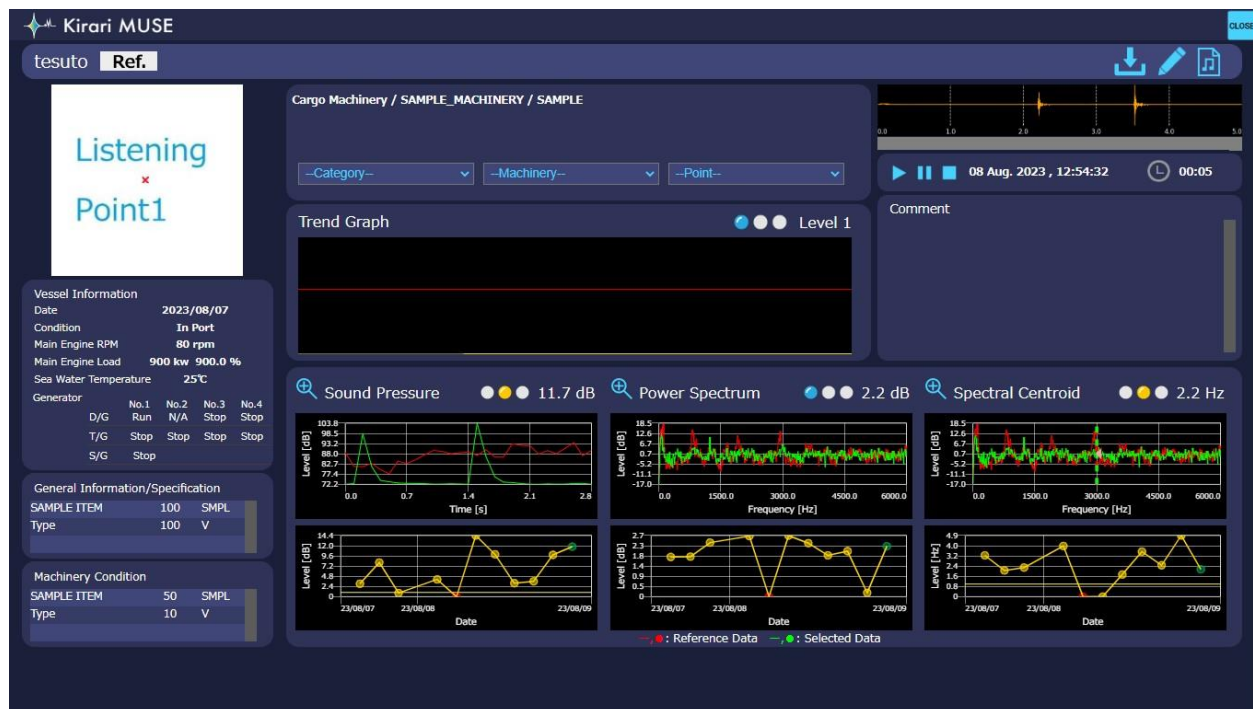 Kirari MUSE
CLOSE
tesuto Ref.
Listening
×
Point1
Cargo Machinery / SAMPLE_MACHINERY / SAMPLE
--Category-- --Machinery-- --Point--
0.0 1.0 2.0 3.0 4.0 5.0
08 Aug. 2023 , 12:54:32 00:05
Comment
Trend Graph Level 1
Vessel Information
Date 2023/08/07
Condition In Port
Main Engine RPM 80 rpm
Main Engine Load 900 kw 900.0 %
Sea Water Temperature 25℃
Generator
No.1 No.2 No.3 No.4
D/G Run N/A Stop Stop
T/G Stop Stop Stop Stop
S/G Stop
General Information/Specification
SAMPLE ITEM 100 SMPL
Type 100 V
Machinery Condition
SAMPLE ITEM 50 SMPL
Type 10 V
Sound Pressure 11.7 dB
Level [dB]
103.8
98.5
93.2
88.0
82.7
77.4
72.2
0.0 0.7 1.4 2.1 2.8
Time [s]
Level [dB]
14.4
12.0
9.6
7.2
4.8
2.4
0
23/08/07 23/08/08 23/08/09
Date
Power Spectrum 2.2 dB
Level [dB]
18.5
12.6
6.7
0.7
-5.2
-11.1
-17.0
0.0 1500.0 3000.0 4500.0 6000.0
Frequency [Hz]
Level [dB]
2.7
2.3
1.8
1.4
0.9
0.5
0
23/08/07 23/08/08 23/08/09
Date
Spectral Centroid 2.2 Hz
Level [dB]
18.5
12.6
6.7
0.7
-5.2
-11.1
-17.0
0.0 1500.0 3000.0 4500.0 6000.0
Frequency [Hz]
Level [Hz]
4.9
4.0
3.2
2.4
1.6
0.8
0
23/08/07 23/08/08 23/08/09
Date
: Reference Data : Selected Data